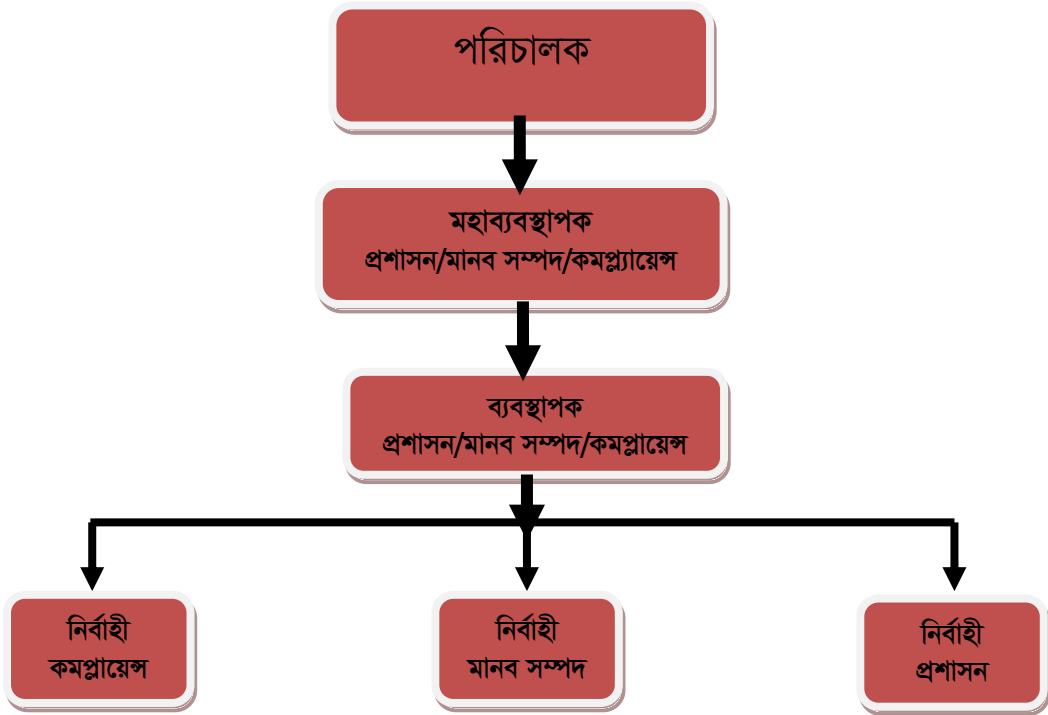 পরিচালক
মহাব্যবস্থাপক
প্রশাসন/মানব সম্পদ/কমপ্ল্যায়েন্স
ব্যবস্থাপক
প্রশাসন/মানব সম্পদ/কমপ্লায়েন্স
নির্বাহী
কমপ্লায়েন্স
নির্বাহী
মানব সম্পদ
নির্বাহী
প্রশাসন